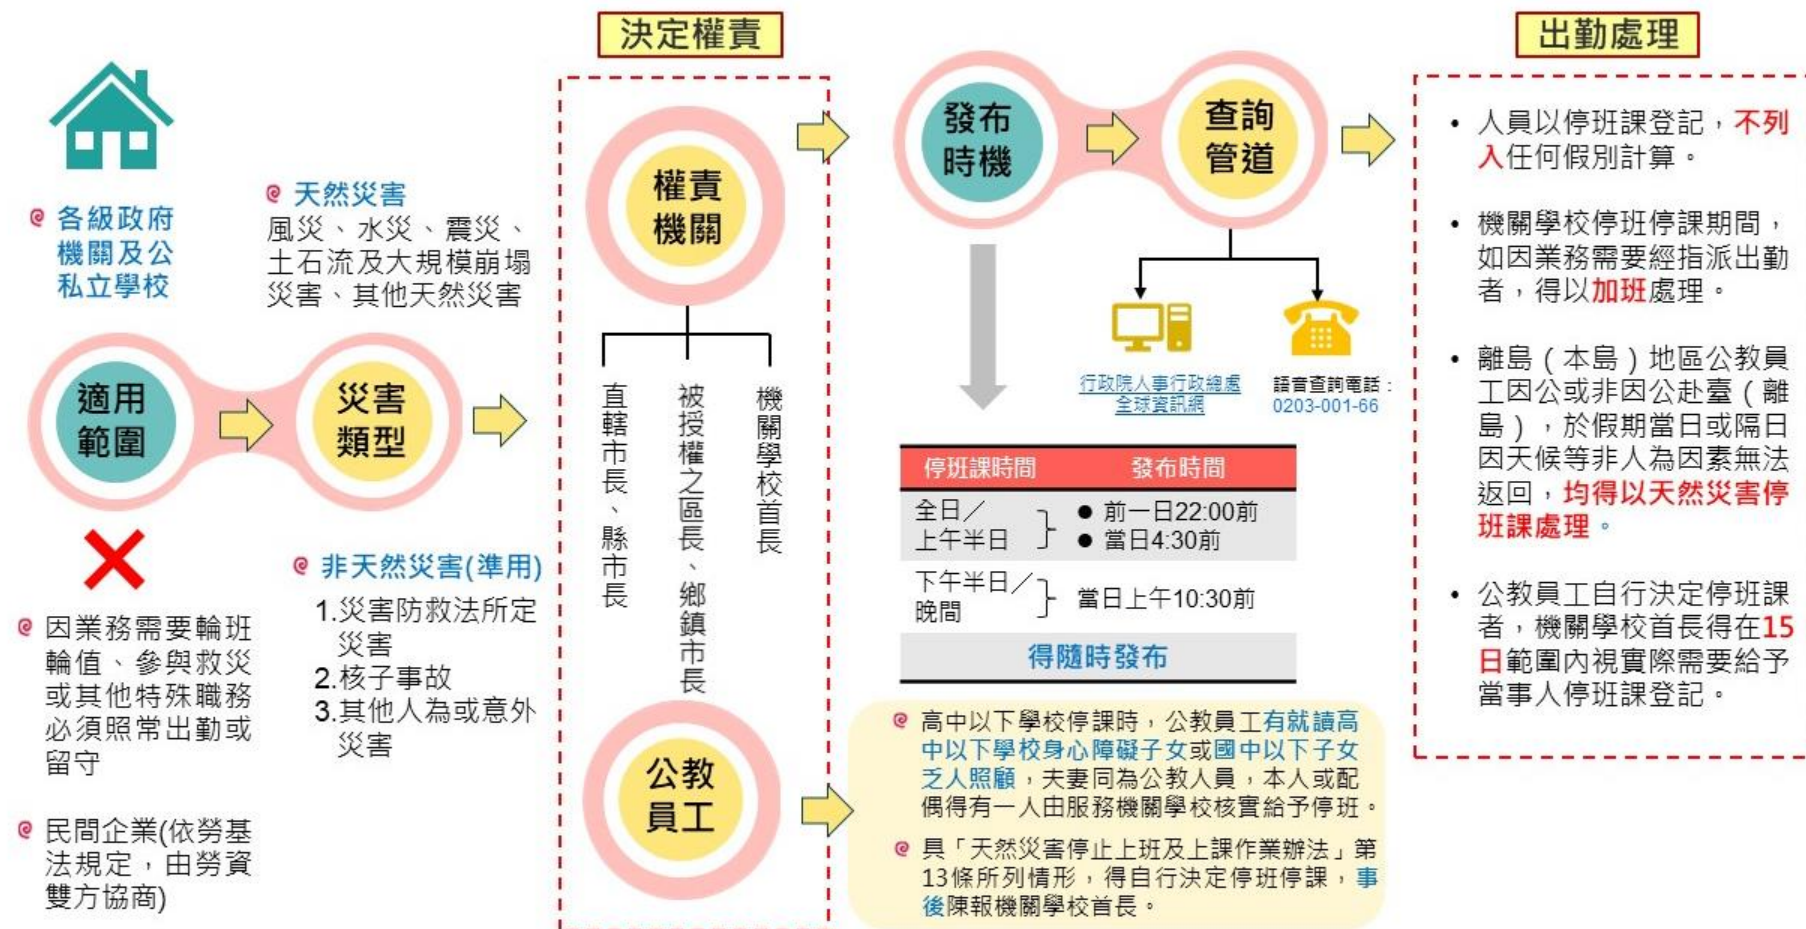 各級政府
機關及公
私立學校
適用
範圍
因業務需要輪班
輪值、參與救災
或其他特殊職務
必須照常出勤或
留守
民間企業(依勞基
法規定，由勞資
雙方協商)
天然災害
風災、水災、震災、
土石流及大規模崩塌
災害、其他天然災害
災害
類型
非天然災害(準用)
1.災害防救法所定
災害
2.核子事故
3.其他人為或意外
災害
決定權責
權責
機關
直轄市長、縣市長
被授權之區長、鄉鎮市長
機關學校首長
公教
員工
發布
時機
查詢
管道
行政院人事行政總處
全球資訊網
語音查詢電話：
0203-001-66
停班課時間 發布時間
全日／
上午半日
● 前一日22:00前
● 當日4:30前
下午半日／
晚間
當日上午10:30前
得隨時發布
高中以下學校停課時，公教員工有就讀高
中以下學校身心障礙子女或國中以下子女
乏人照顧，夫妻同為公教人員，本人或配
偶得有一人由服務機關學校核實給予停班。
具「天然災害停止上班及上課作業辦法」第
13條所列情形，得自行決定停班停課，事
後陳報機關學校首長。
出勤處理
• 人員以停班課登記，不列
入任何假別計算。
• 機關學校停班停課期間，
如因業務需要經指派出勤
者，得以加班處理。
• 離島（本島）地區公教員
工因公或非因公赴臺（離
島），於假期當日或隔日
因天候等非人為因素無法
返回，均得以天然災害停
班課處理。
• 公教員工自行決定停班課
者，機關學校首長得在15
日範圍內視實際需要給予
當事人停班課登記。